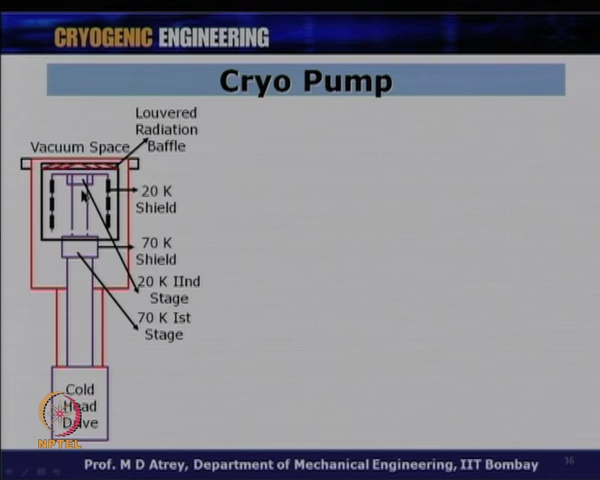 CRYOGENIC ENGINEERING
Cryo Pump
Louvered
Radiation
Baffle
Vacuum Space
20 K
Shield
70 K
Shield
20 K IInd
Stage
70 K Ist
Stage
Cold
Head
Drive
NPTEL
Prof. M D Atrey, Department of Mechanical Engineering, IIT Bombay
36